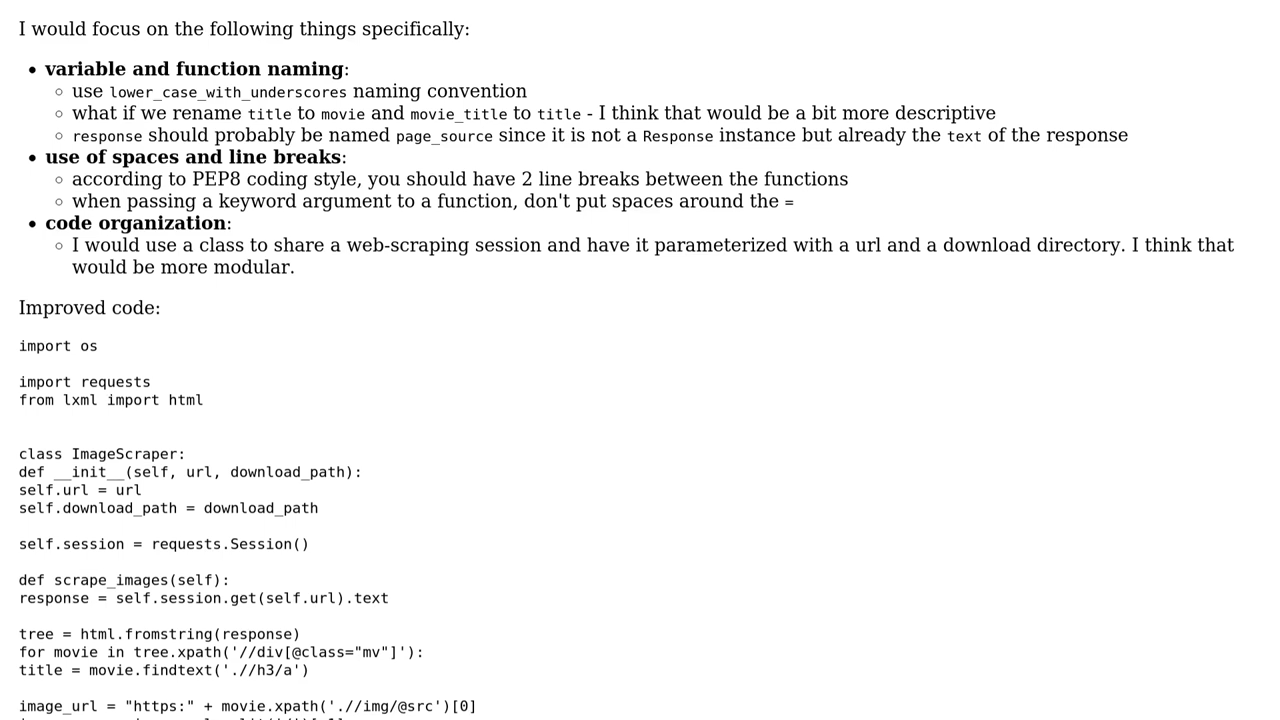 I would focus on the following things specifically:
• variable and function naming:
◦ use lower_case_with_underscores naming convention
◦ what if we rename title to movie and movie_title to title - I think that would be a bit more descriptive
◦ response should probably be named page_source since it is not a Response instance but already the text of the response
• use of spaces and line breaks:
◦ according to PEP8 coding style, you should have 2 line breaks between the functions
◦ when passing a keyword argument to a function, don't put spaces around the =
• code organization:
◦ I would use a class to share a web-scraping session and have it parameterized with a url and a download directory. I think that
would be more modular.
Improved code:
import os
import requests
from lxml import html
class ImageScraper:
def __init__(self, url, download_path):
self.url = url
self.download_path = download_path
self.session = requests.Session()
def scrape_images(self):
response = self.session.get(self.url).text
tree = html.fromstring(response)
for movie in tree.xpath('//div[@class="mv"]'):
title = movie.findtext('.//h3/a')
image_url = "https:" + movie.xpath('.//img/@src')[0]